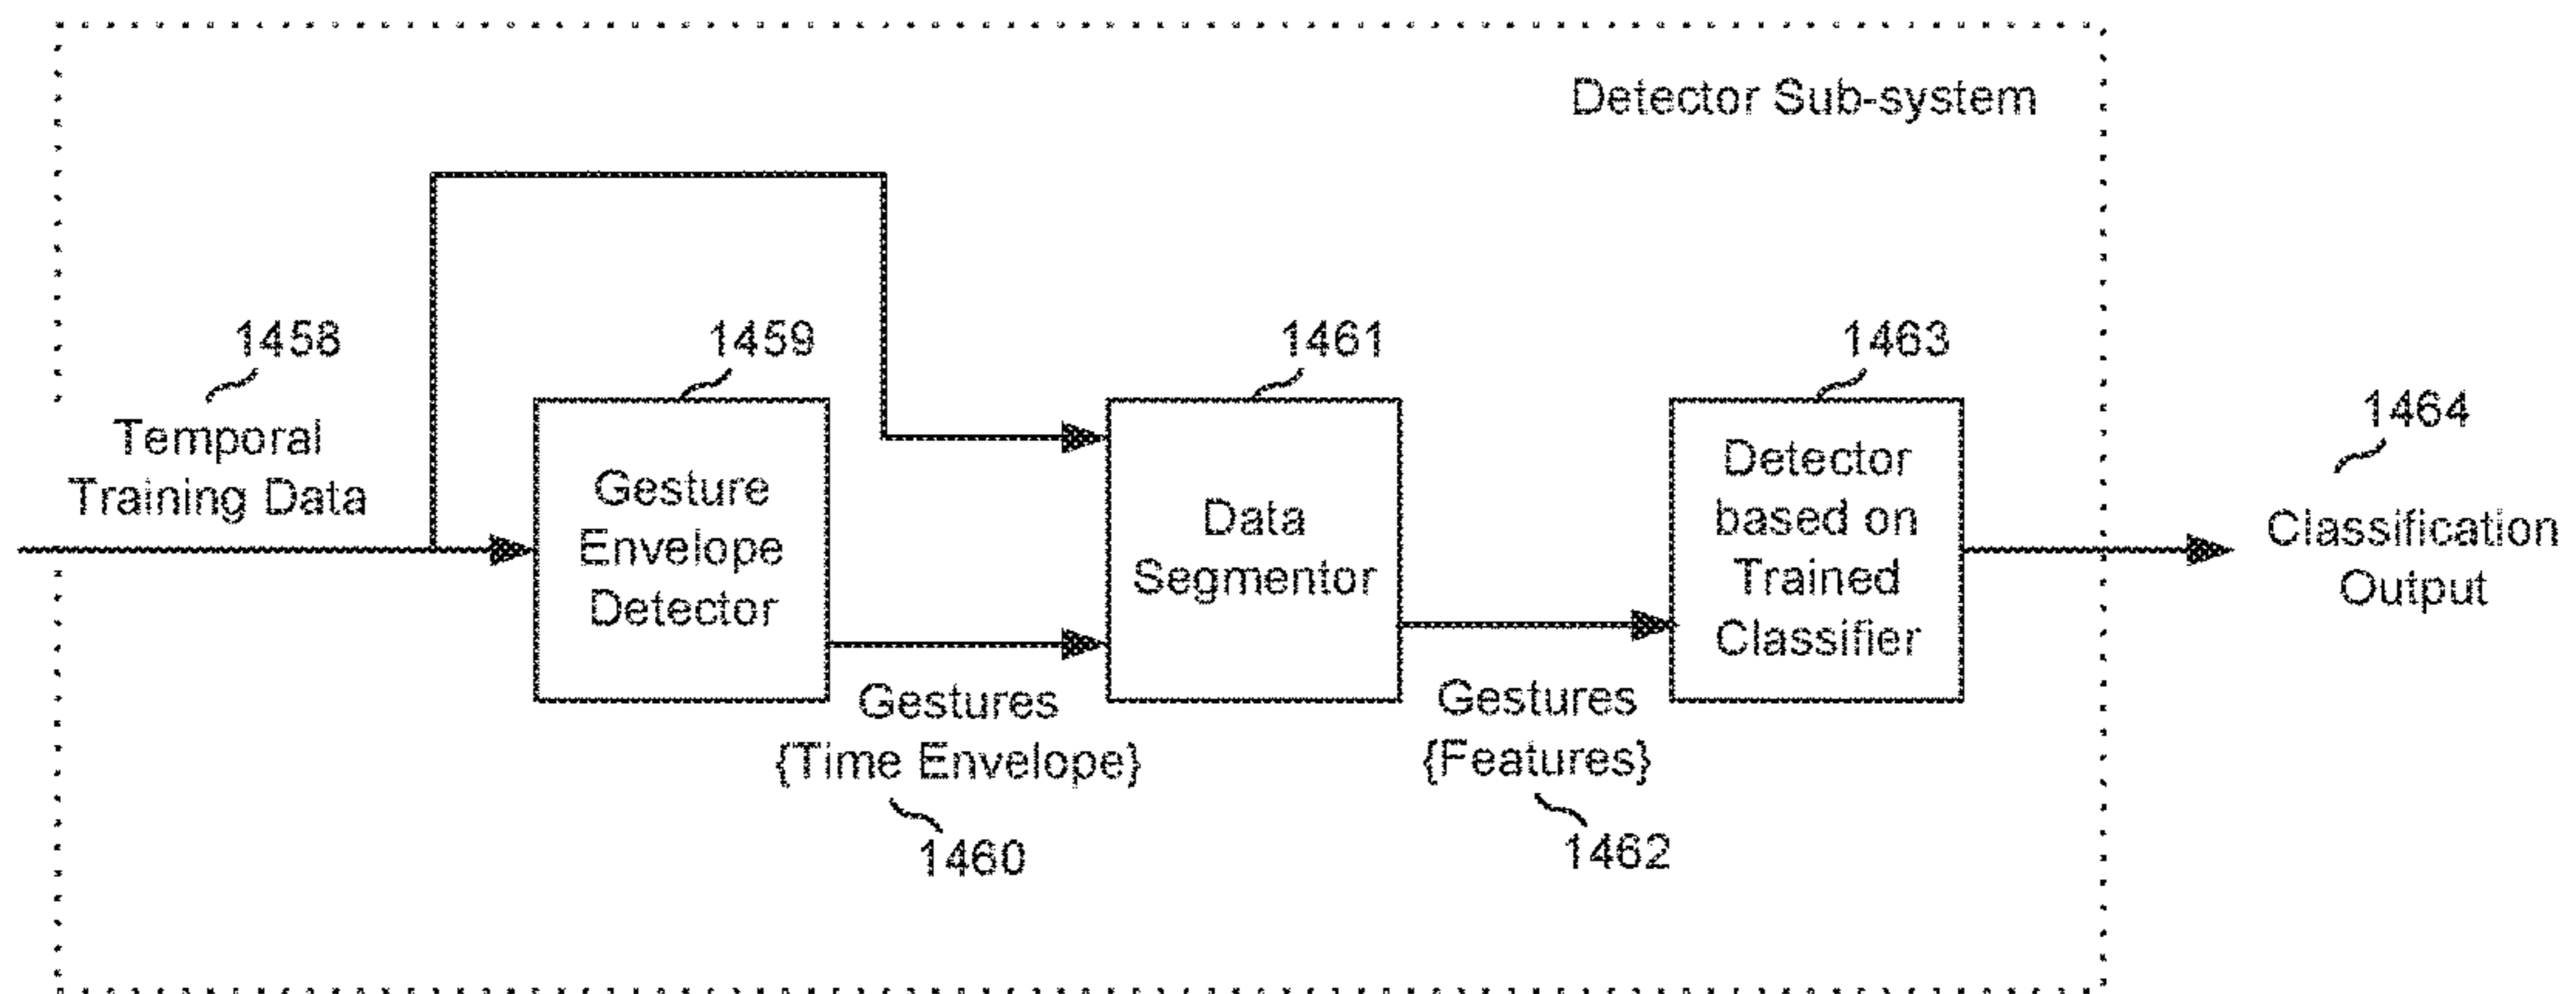 Detector Sub-system
1458
Temporal
Training Data
1459
Gesture
Envelope
Detector
Gestures
{Time Envelope}
1460
1461
Data
Segmentor
Gestures
{Features}
1462
1463
Detector
based on
Trained
Classifier
1464
Classification
Output